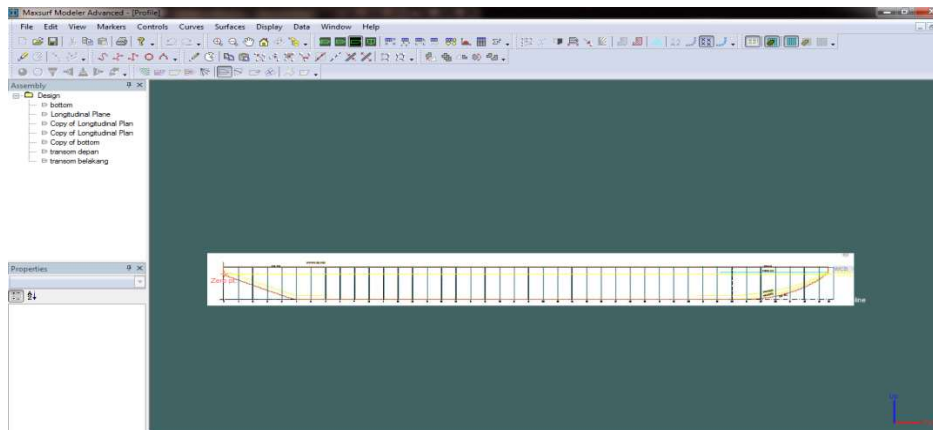 Maxsurf Modeler Advanced - [Profile]
File Edit View Markers Controls Curves Surfaces Display Data Window Help
Assembly
Design
bottom
Longitudinal Plane
Copy of Longitudinal Plan
Copy of Longitudinal Plan
Copy of bottom
transom depan
transom belakang
Properties
Zero pt.
line